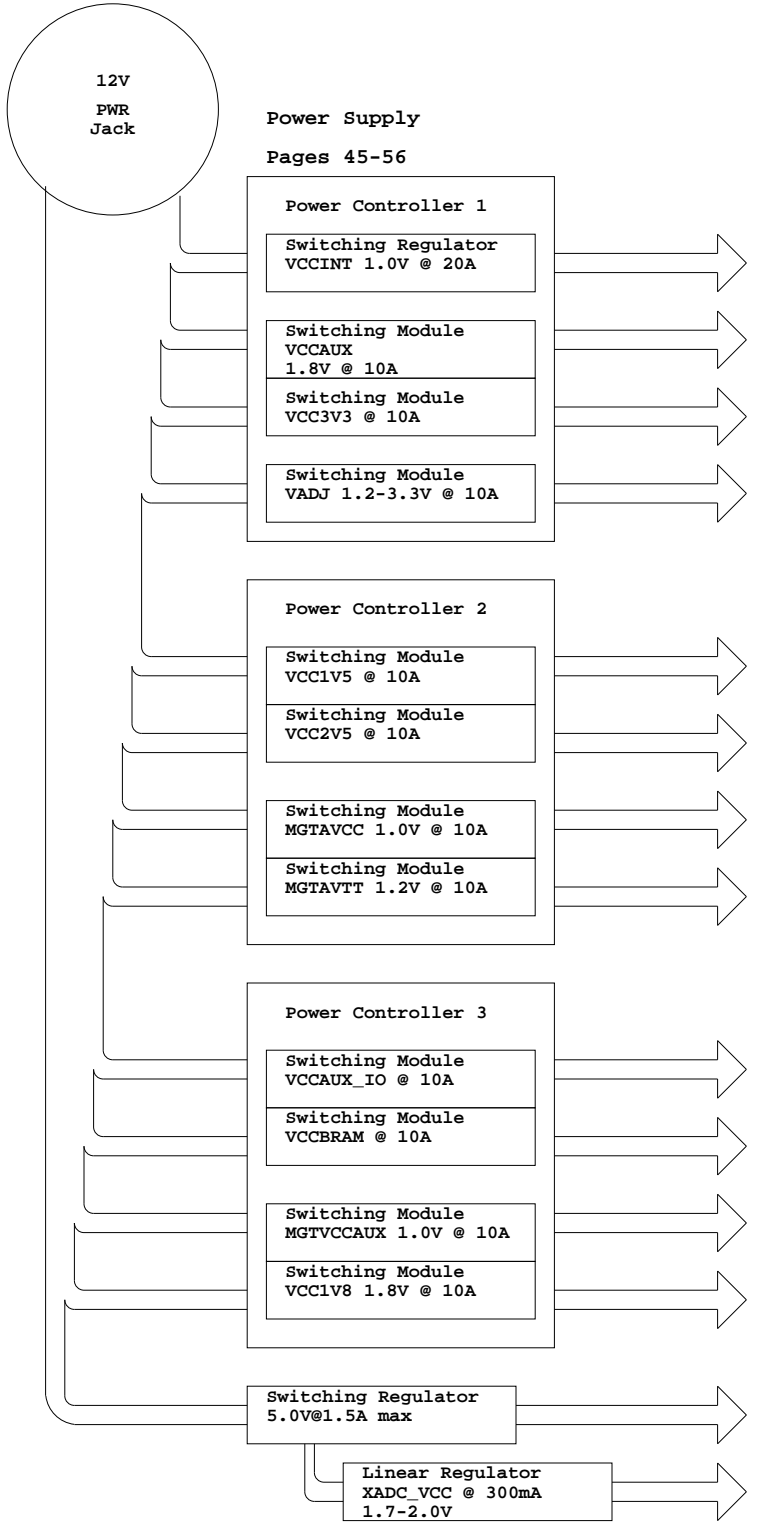 12V
PWR
Jack
Power Supply
Pages 45-56
Power Controller 1
Switching Regulator
VCCINT 1.0V @ 20A
Switching Module
VCCAUX
1.8V @ 10A
Switching Module
VCC3V3 @ 10A
Switching Module
VADJ 1.2-3.3V @ 10A
Power Controller 2
Switching Module
VCC1V5 @ 10A
Switching Module
VCC2V5 @ 10A
Switching Module
MGTAVCC 1.0V @ 10A
Switching Module
MGTAVTT 1.2V @ 10A
Power Controller 3
Switching Module
VCCAUX_IO @ 10A
Switching Module
VCCBRAM @ 10A
Switching Module
MGTVCCAUX 1.0V @ 10A
Switching Module
VCC1V8 1.8V @ 10A
Switching Regulator
5.0V@1.5A max
Linear Regulator
XADC_VCC @ 300mA
1.7-2.0V